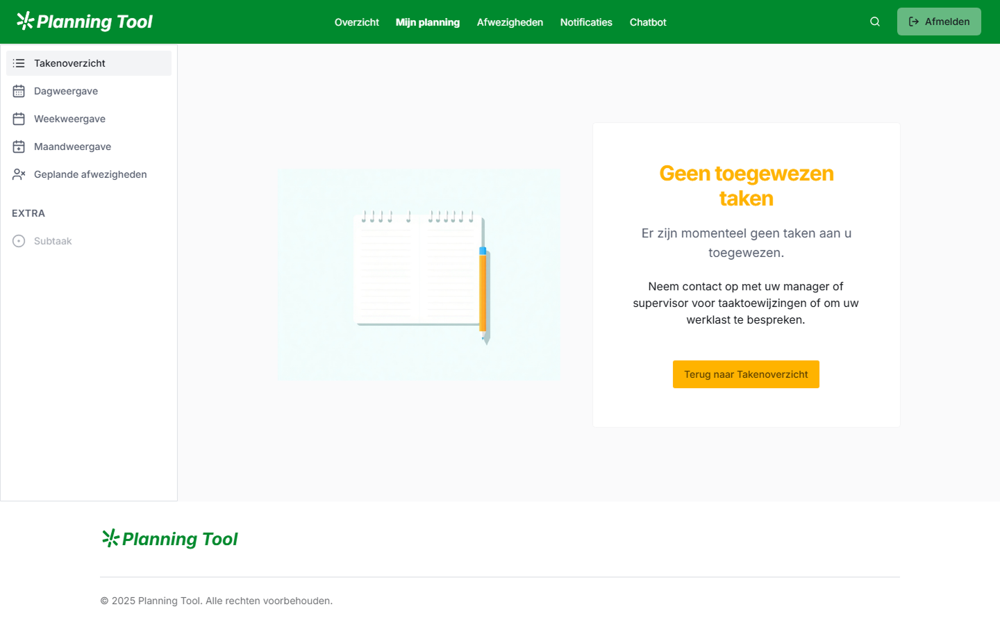 Planning Tool
Overzicht
Mijn planning
Afwezigheden
Notificaties
Chatbot
Afmelden
Takenoverzicht
Dagweergave
Weekweergave
Maandweergave
Geplande afwezigheden
EXTRA
Subtaak
Geen toegewezen
taken
Er zijn momenteel geen taken aan u
toegewezen.
Neem contact op met uw manager of
supervisor voor taaktoewijzingen of om uw
werklast te bespreken.
Terug naar Takenoverzicht
Planning Tool
© 2025 Planning Tool. Alle rechten voorbehouden.